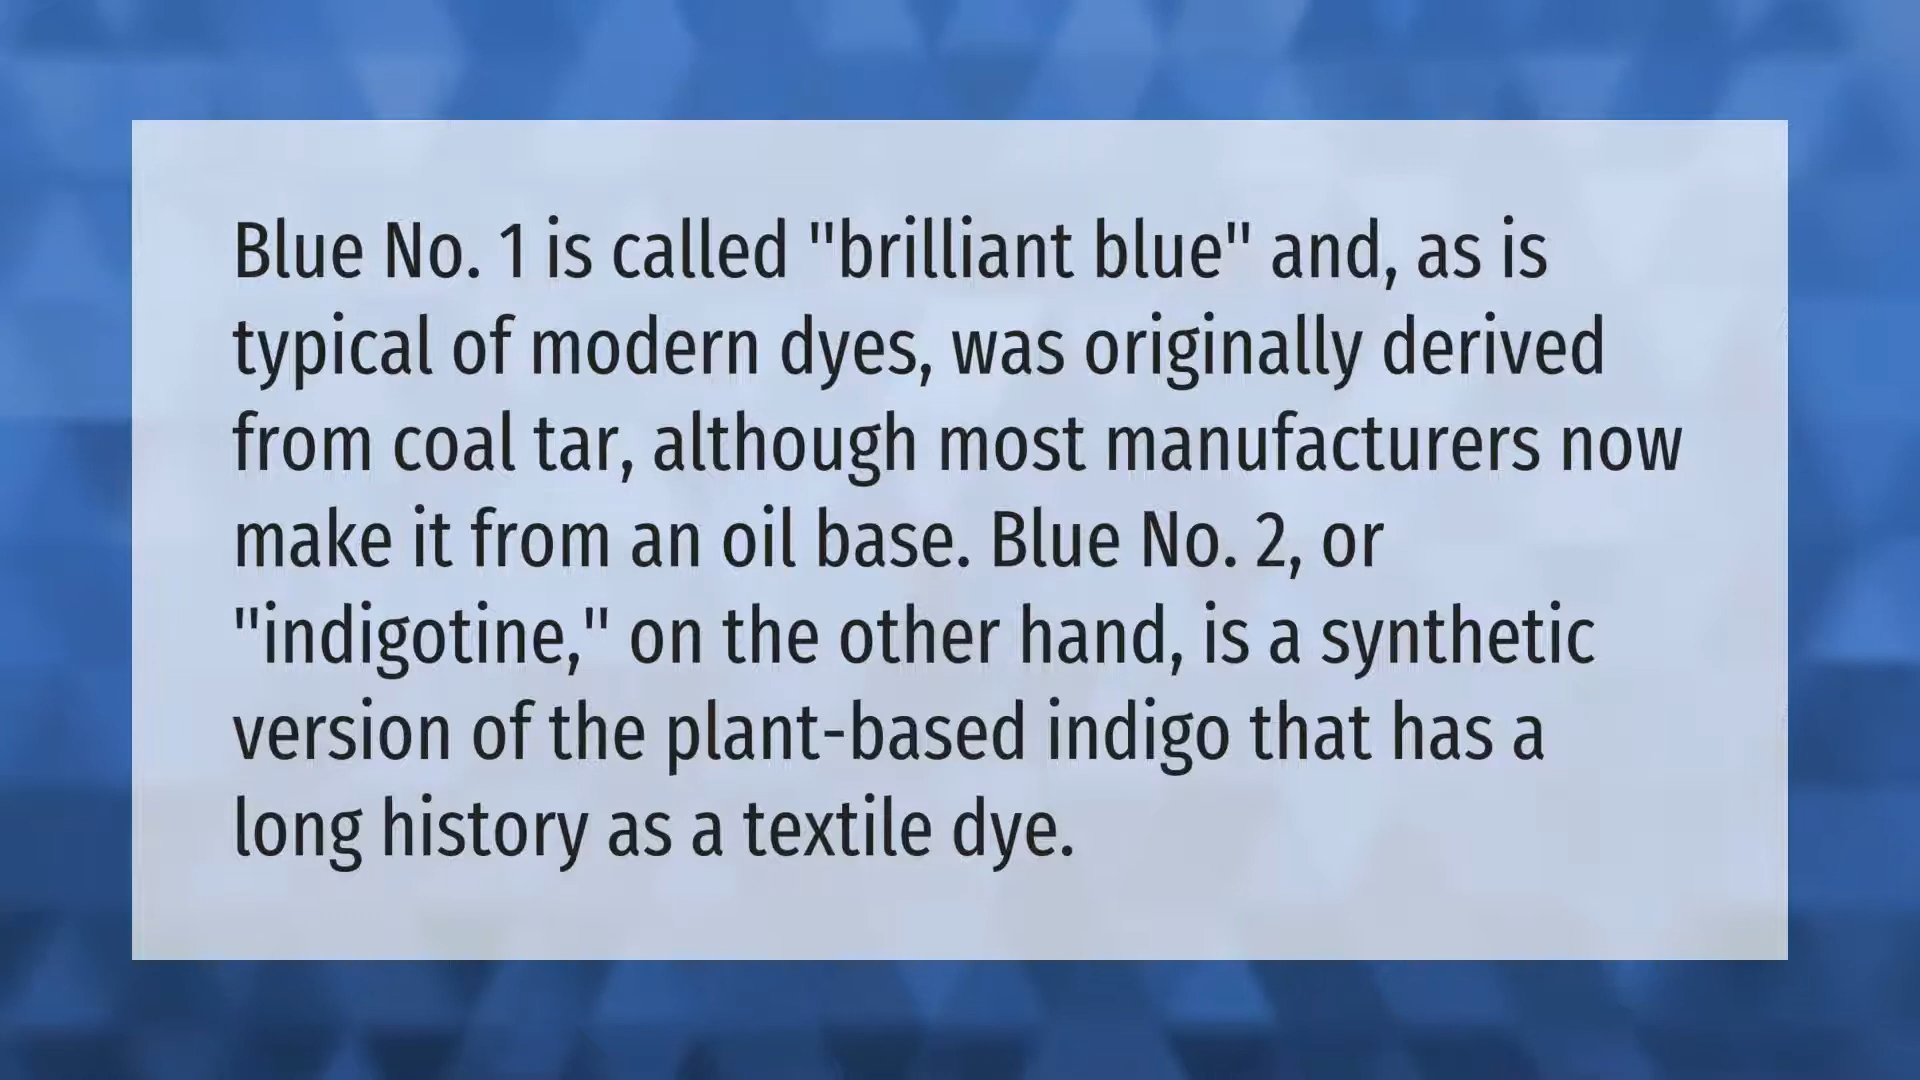 Blue No. 1 is called "brilliant blue" and, as is
typical of modern dyes, was originally derived
from coal tar, although most manufacturers now
make it from an oil base. Blue No. 2, or
"indigotine," on the other hand, is a synthetic
version of the plant-based indigo that has a
long history as a textile dye.